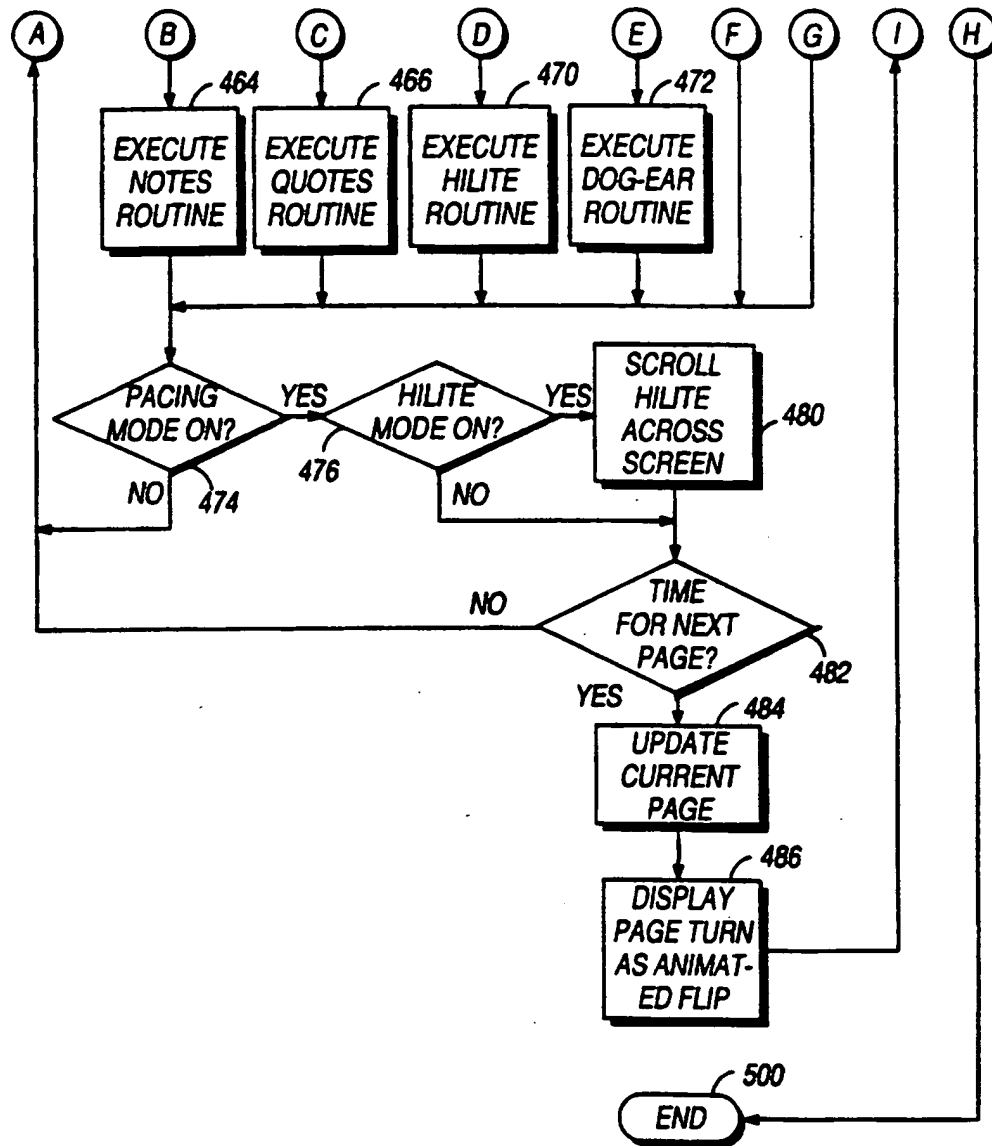 A B C D E F G I H
464
EXECUTE
NOTES
ROUTINE
466
EXECUTE
QUOTES
ROUTINE
470
EXECUTE
HILITE
ROUTINE
472
EXECUTE
DOG-EAR
ROUTINE
PACING
MODE ON?
474
YES
NO
HILITE
MODE ON?
476
YES
NO
SCROLL
HILITE
ACROSS
SCREEN
480
TIME
FOR NEXT
PAGE?
482
NO
YES
484
UPDATE
CURRENT
PAGE
486
DISPLAY
PAGE TURN
AS ANIMAT-
ED FLIP
500
END